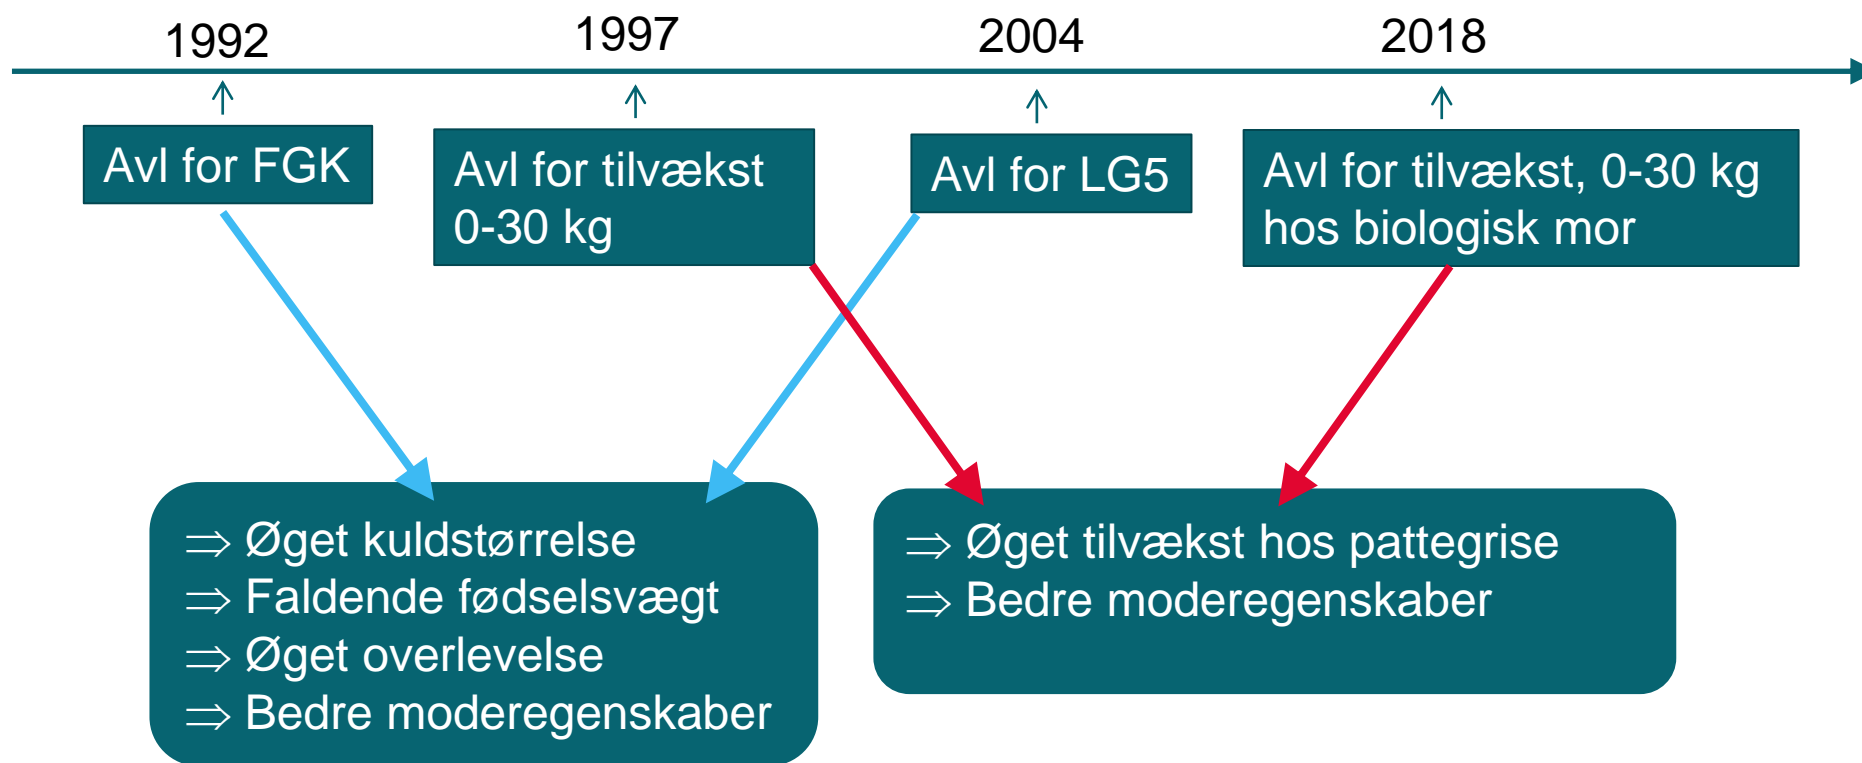 1992
1997
2004
2018
Avl for FGK
Avl for tilvækst
0-30 kg
Avl for LG5
Avl for tilvækst, 0-30 kg
hos biologisk mor
⇒ Øget kuldstørrelse
⇒ Faldende fødselsvægt
⇒ Øget overlevelse
⇒ Bedre moderegenskaber
⇒ Øget tilvækst hos pattegrise
⇒ Bedre moderegenskaber